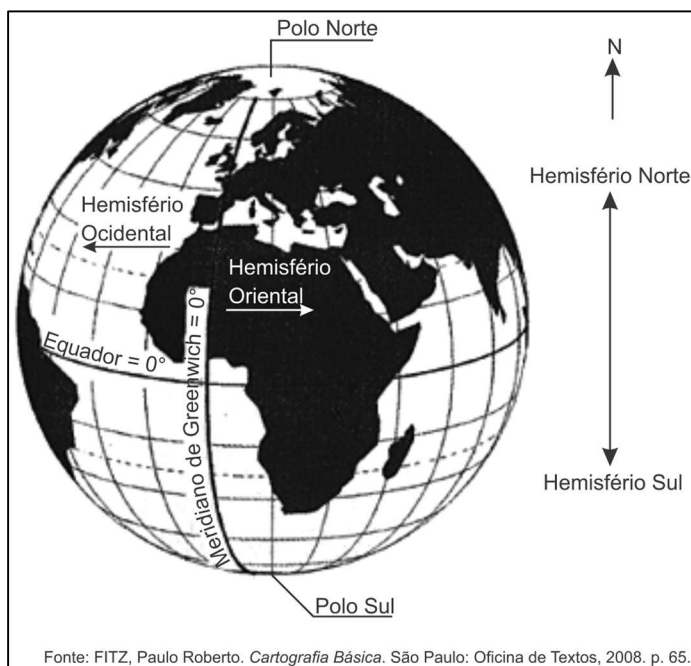 Polo Norte
N
Hemisfério Norte
Hemisfério
Ocidental
Hemisfério
Oriental
Equador = 0°
Meridiano de Greenwich = 0°
Hemisfério Sul
Polo Sul
Fonte: FITZ, Paulo Roberto. Cartografia Básica. São Paulo: Oficina de Textos, 2008. p. 65.